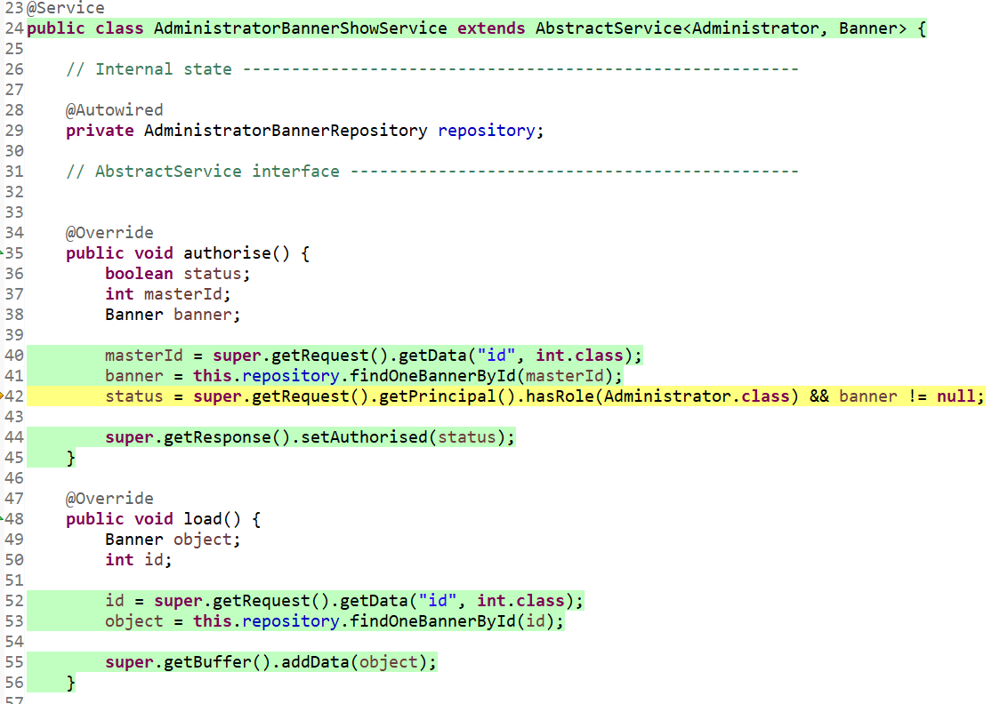 23 @Service
24 public class AdministratorBannerShowService extends AbstractService<Administrator, Banner> {
25
26     // Internal state ---------------------------------------------------------
27
28     @Autowired
29     private AdministratorBannerRepository repository;
30
31     // AbstractService interface ----------------------------------------------
32
33
34     @Override
35     public void authorise() {
36         boolean status;
37         int masterId;
38         Banner banner;
39
40         masterId = super.getRequest().getData("id", int.class);
41         banner = this.repository.findOneBannerById(masterId);
42         status = super.getRequest().getPrincipal().hasRole(Administrator.class) && banner != null;
43
44         super.getResponse().setAuthorised(status);
45     }
46
47     @Override
48     public void load() {
49         Banner object;
50         int id;
51
52         id = super.getRequest().getData("id", int.class);
53         object = this.repository.findOneBannerById(id);
54
55         super.getBuffer().addData(object);
56     }
57